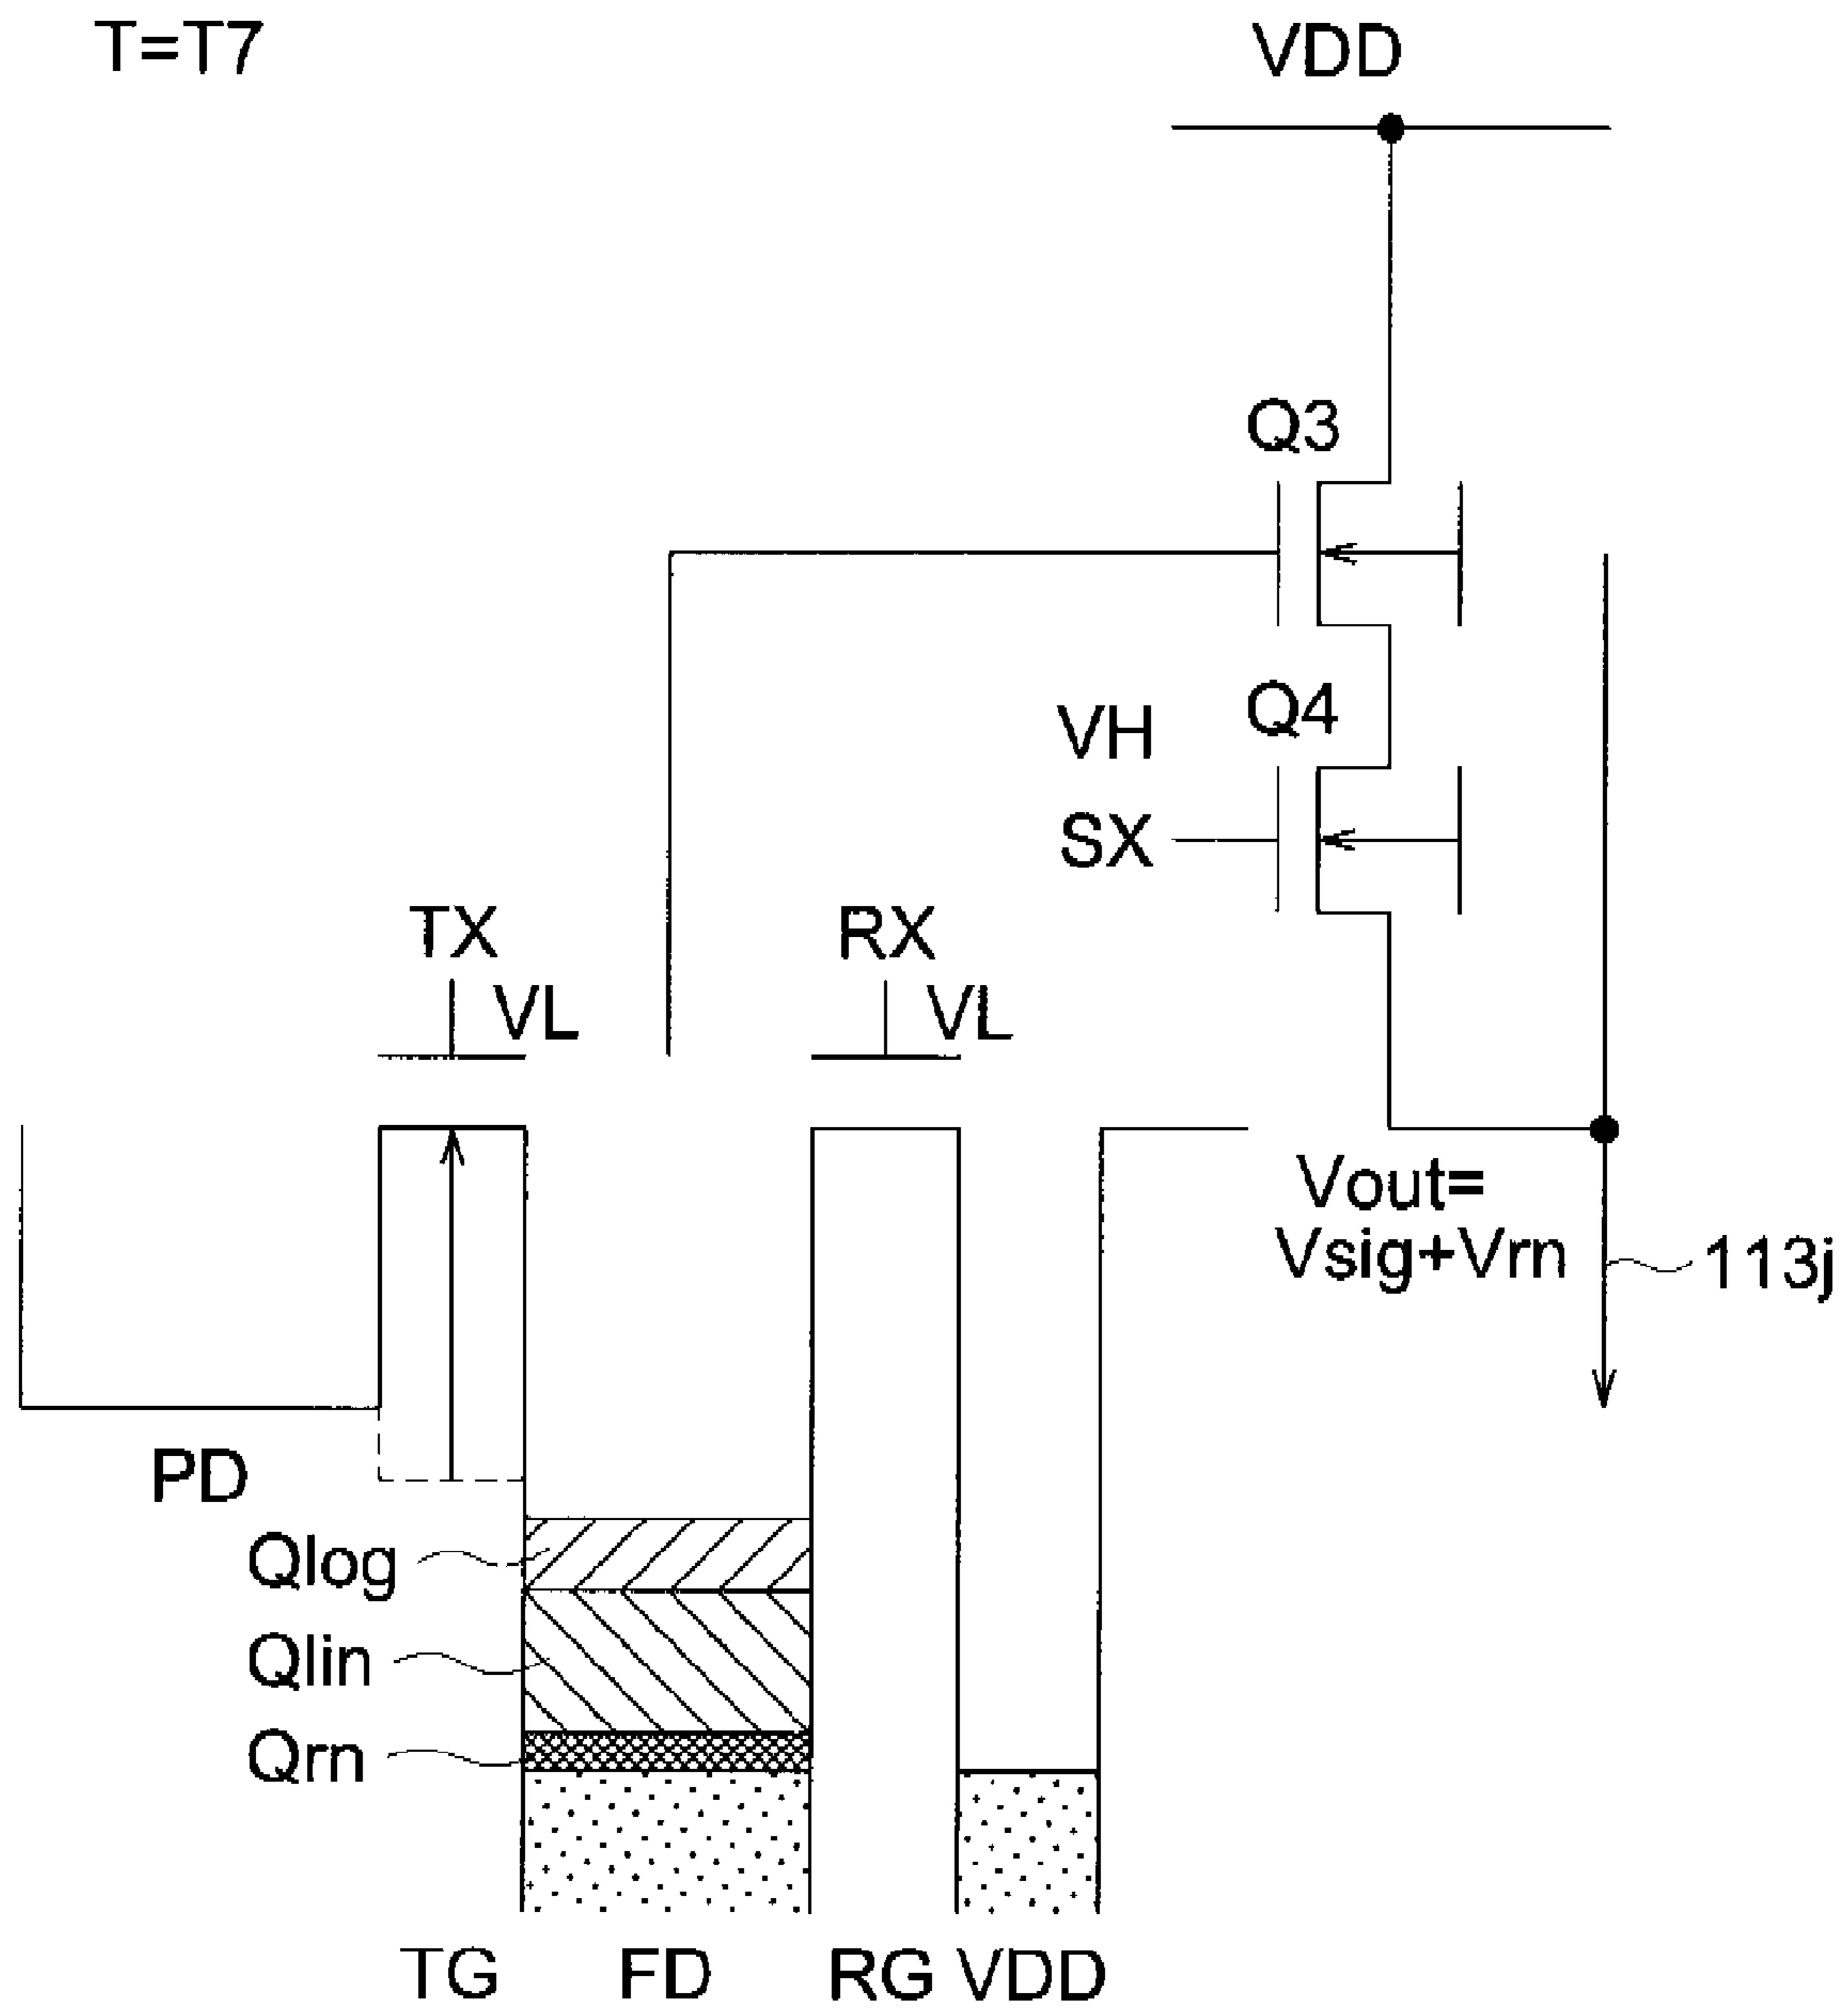 T=T7
VDD
Q3
Q4
VH
SX
TX
VL
RX
VL
Vout=
Vsig+Vrn
113j
PD
Qlog
Qlin
Qrn
TG
FD
RG
VDD